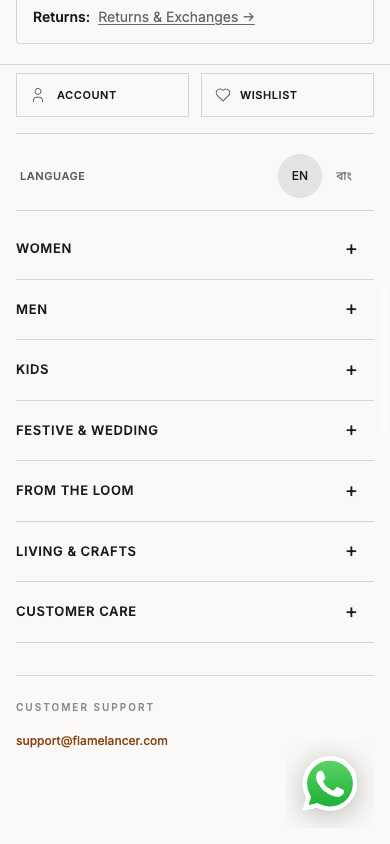 Returns: Returns & Exchanges →
ACCOUNT
WISHLIST
LANGUAGE
EN
বাং
WOMEN +
MEN +
KIDS +
FESTIVE & WEDDING +
FROM THE LOOM +
LIVING & CRAFTS +
CUSTOMER CARE +
CUSTOMER SUPPORT
support@flamelancer.com